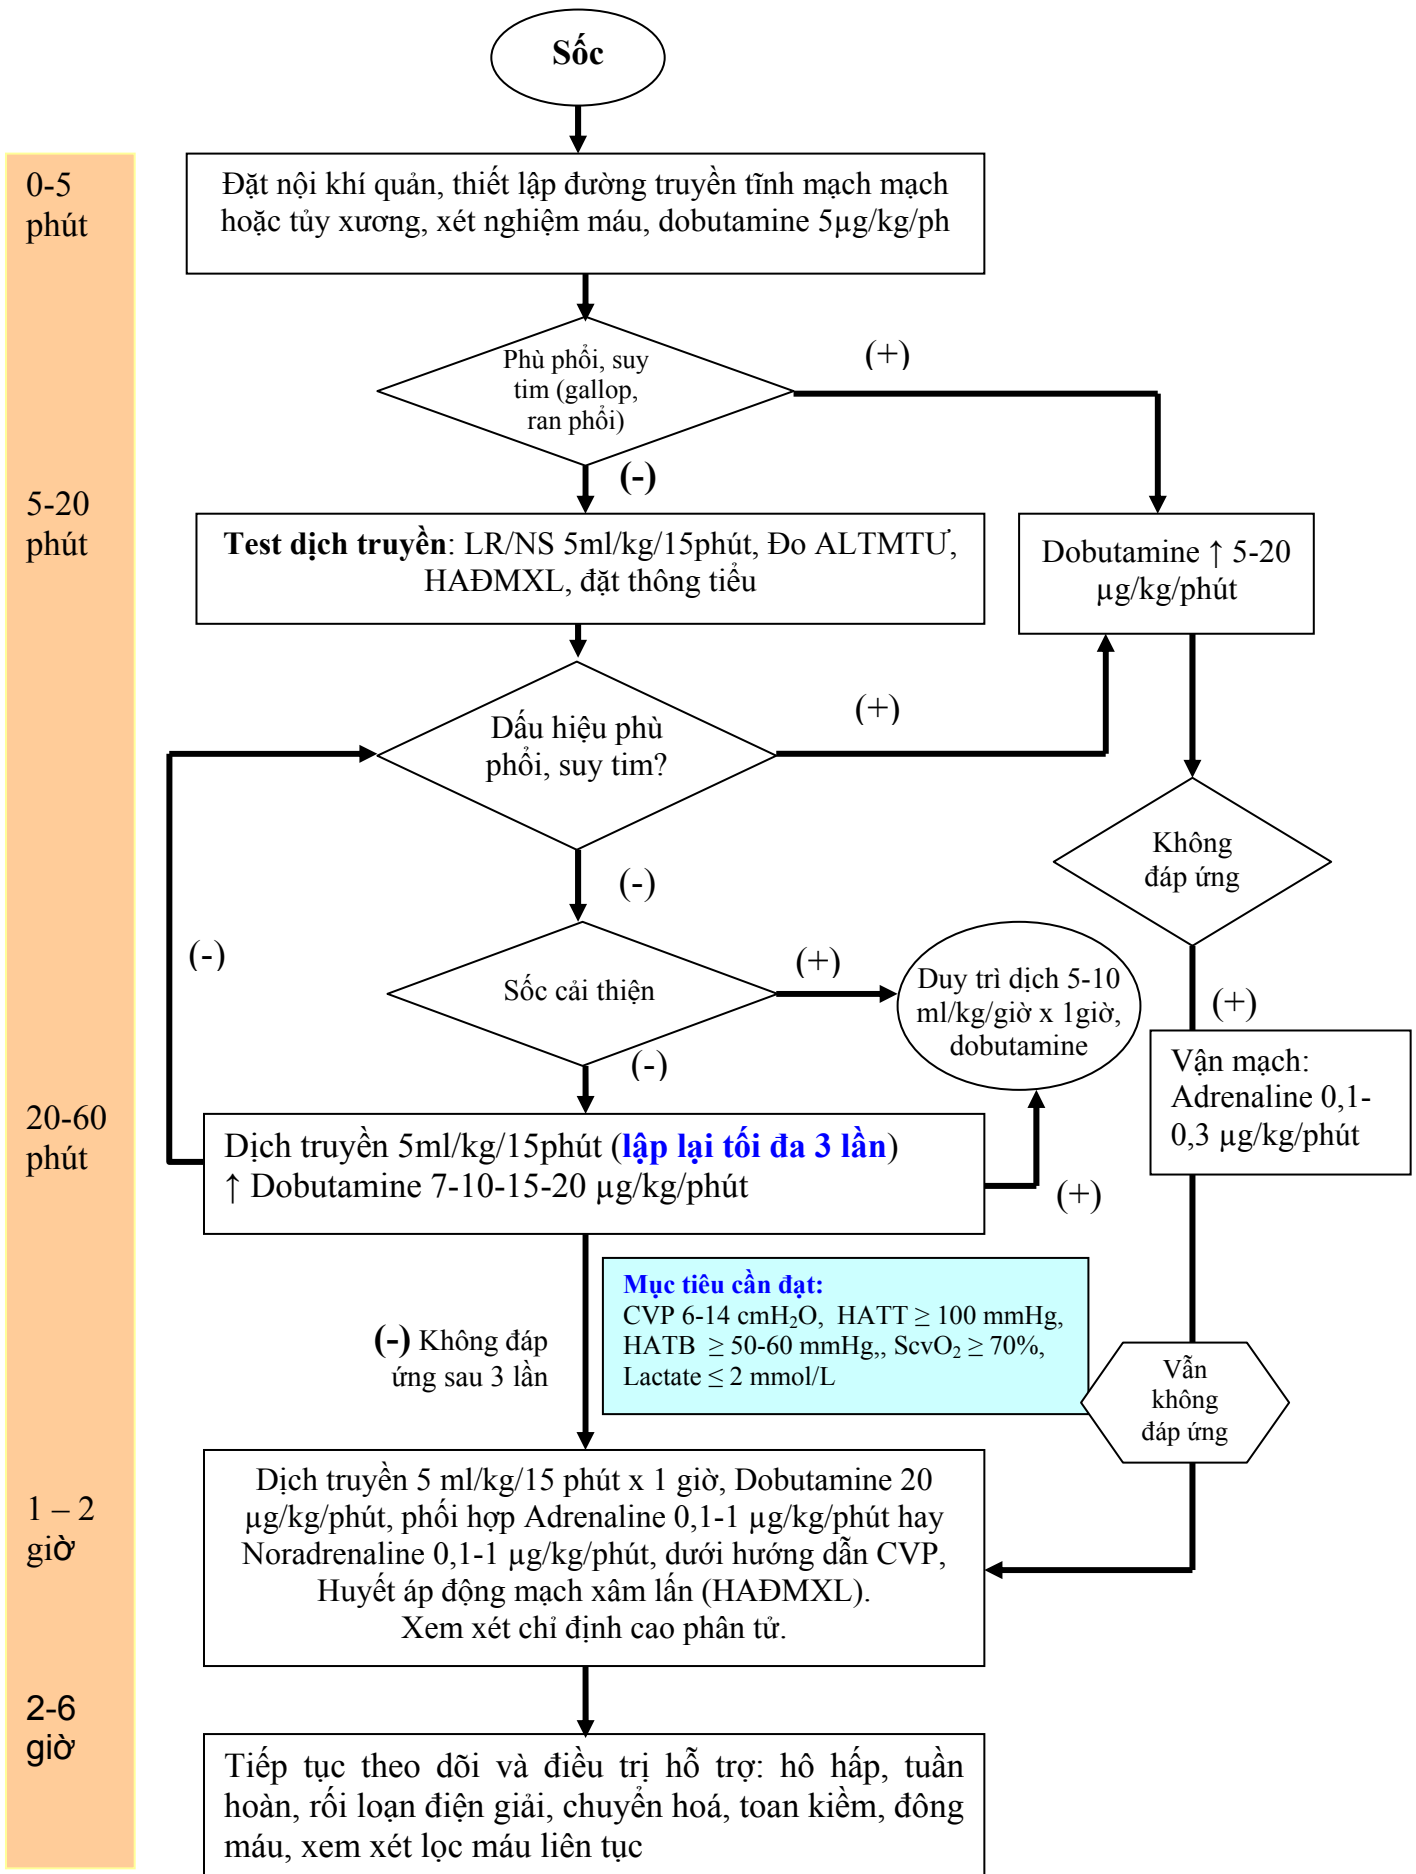 Sốc
0-5
phút
Đặt nội khí quản, thiết lập đường truyền tĩnh mạch mạch
hoặc tủy xương, xét nghiệm máu, dobutamine 5µg/kg/ph
Phù phổi, suy
tim (gallop,
ran phổi)
(+)
(-)
5-20
phút
Test dịch truyền: LR/NS 5ml/kg/15phút, Đo ALTMTƯ,
HAĐMXL, đặt thông tiểu
Dobutamine ↑ 5-20
µg/kg/phút
Dấu hiệu phù
phổi, suy tim?
(+)
(-)
Không
đáp ứng
(-)
Sốc cải thiện
(+)
Duy trì dịch 5-10
ml/kg/giờ x 1giờ,
dobutamine
(+)
(-)
Vận mạch:
Adrenaline 0,1-
0,3 µg/kg/phút
20-60
phút
Dịch truyền 5ml/kg/15phút (lập lại tối đa 3 lần)
↑ Dobutamine 7-10-15-20 µg/kg/phút
(+)
Mục tiêu cần đạt:
CVP 6-14 cmH₂O, HATT ≥ 100 mmHg,
HATB ≥ 50-60 mmHg,, ScvO₂ ≥ 70%,
Lactate ≤ 2 mmol/L
(-) Không đáp
ứng sau 3 lần
Vẫn
không
đáp ứng
1 – 2
giờ
Dịch truyền 5 ml/kg/15 phút x 1 giờ, Dobutamine 20
µg/kg/phút, phối hợp Adrenaline 0,1-1 µg/kg/phút hay
Noradrenaline 0,1-1 µg/kg/phút, dưới hướng dẫn CVP,
Huyết áp động mạch xâm lấn (HAĐMXL).
Xem xét chỉ định cao phân tử.
2-6
giờ
Tiếp tục theo dõi và điều trị hỗ trợ: hô hấp, tuần
hoàn, rối loạn điện giải, chuyển hoá, toan kiềm, đông
máu, xem xét lọc máu liên tục